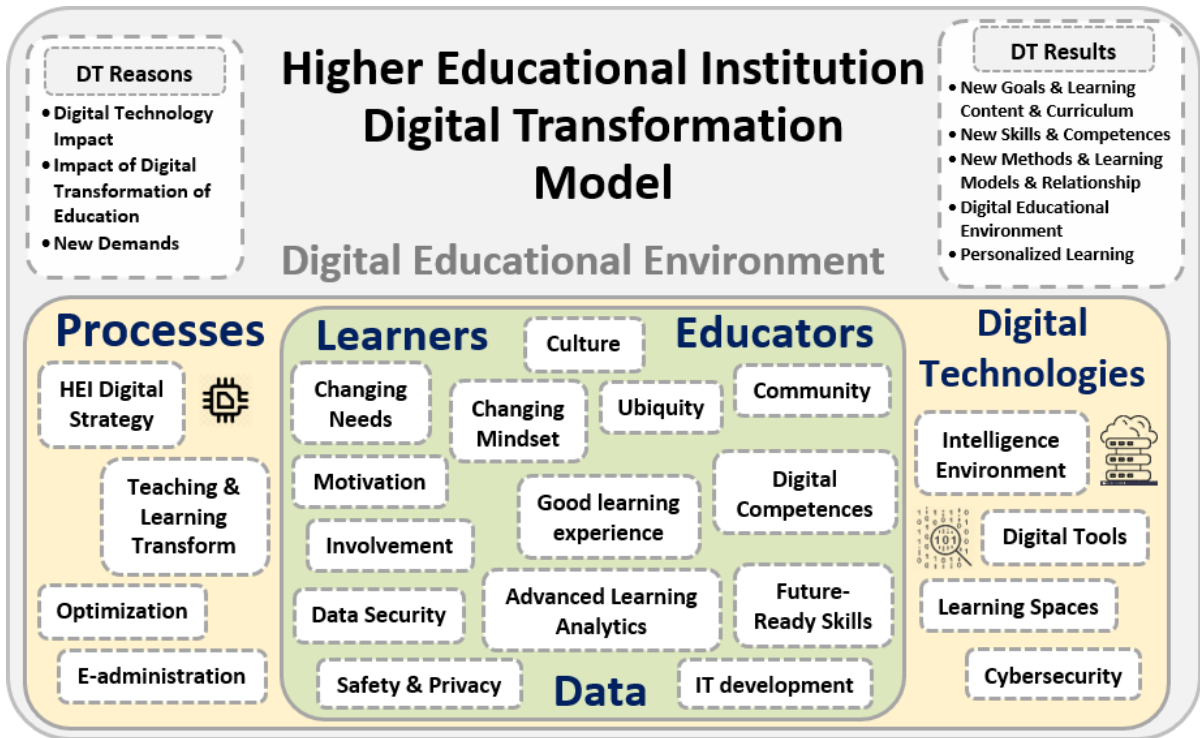 DT Reasons
• Digital Technology
Impact
• Impact of Digital
Transformation of
Education
• New Demands
Higher Educational Institution
Digital Transformation
Model
Digital Educational Environment
DT Results
• New Goals & Learning
Content & Curriculum
• New Skills & Competences
• New Methods & Learning
Models & Relationship
• Digital Educational
Environment
• Personalized Learning
Processes
HEI Digital
Strategy
Teaching &
Learning
Transform
Optimization
E-administration
Learners
Culture
Educators
Changing
Needs
Changing
Mindset
Ubiquity
Community
Motivation
Good learning
experience
Digital
Competences
Involvement
Data Security
Advanced Learning
Analytics
Future-
Ready Skills
Safety & Privacy
Data
IT development
Digital
Technologies
Intelligence
Environment
101
Digital Tools
Learning Spaces
Cybersecurity